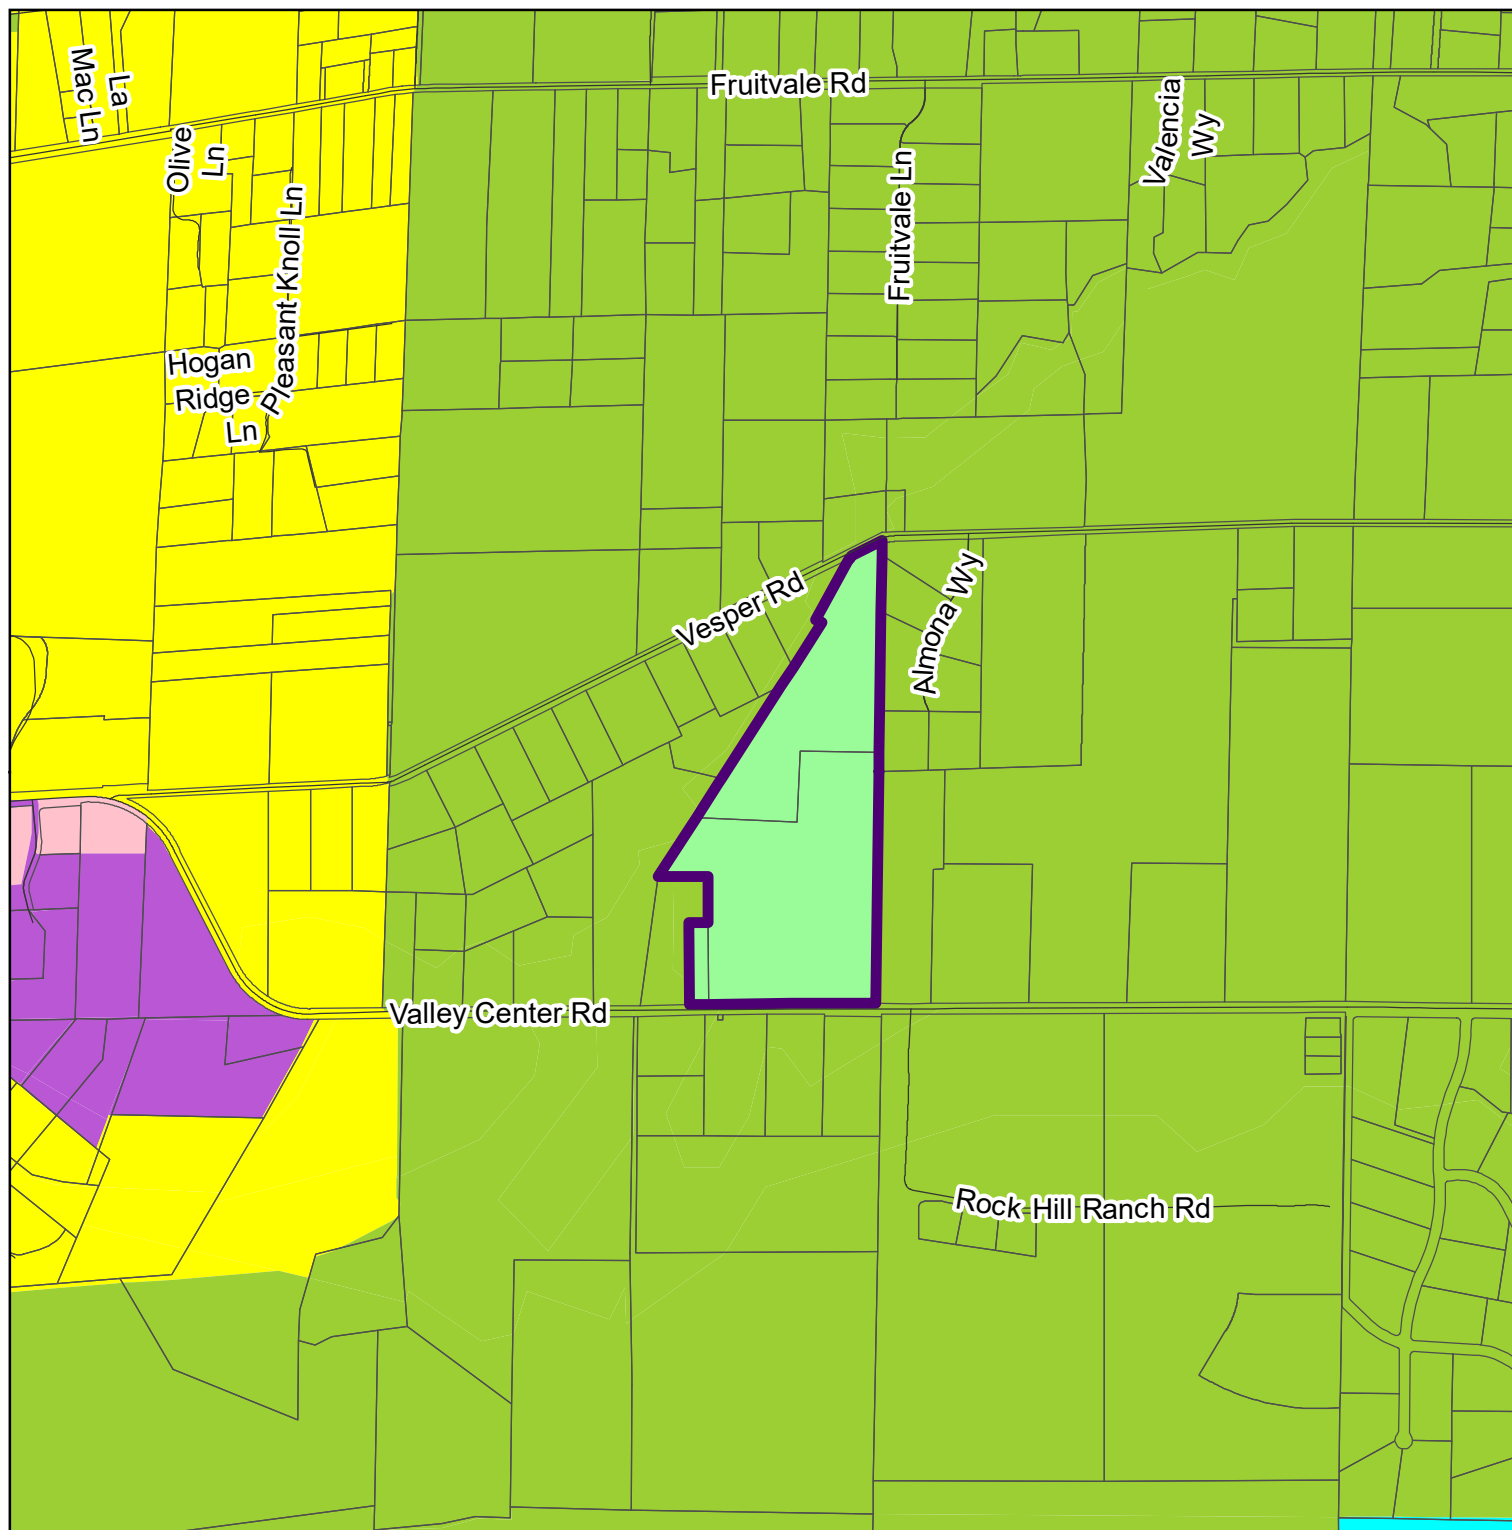 Fruitvale Rd
La
Mac Ln
Valencia
Wy
Olive
Ln
Fruitvale Ln
Pleasant Knoll Ln
Hogan
Ridge
Ln
Vesper Rd
Almona Wy
Valley Center Rd
Rock Hill Ranch Rd